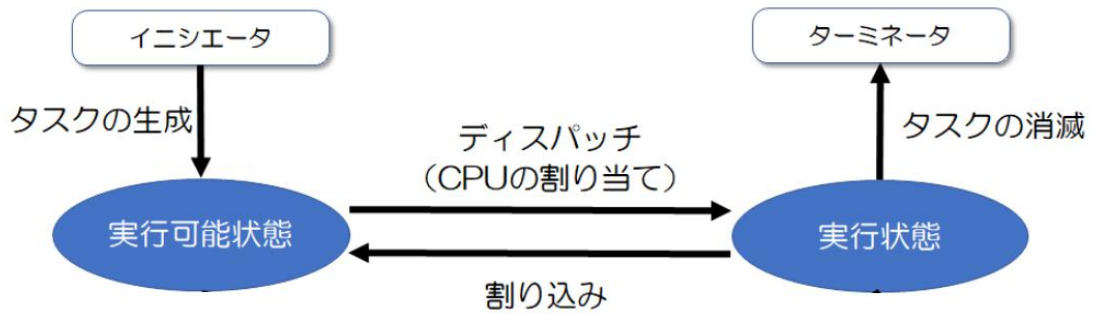 イニシエータ
ターミネータ
タスクの生成
ディスパッチ
（CPUの割り当て）
タスクの消滅
実行可能状態
実行状態
割り込み